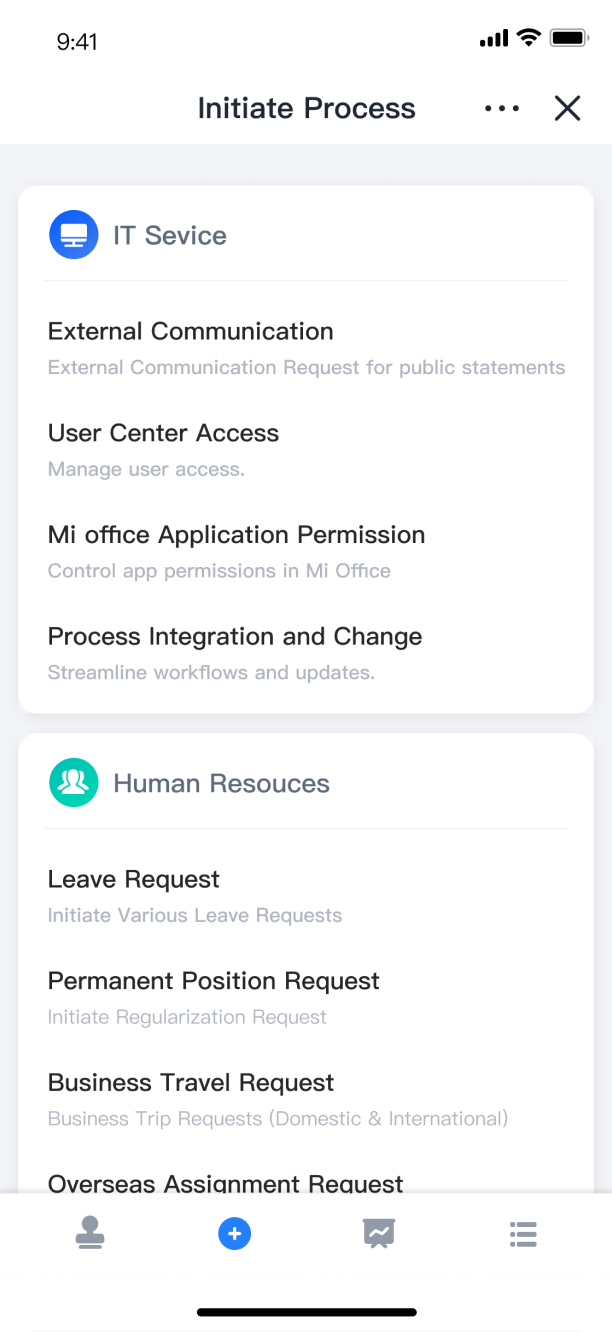 9:41
Initiate Process
IT Sevice
External Communication
External Communication Request for public statements
User Center Access
Manage user access.
Mi office Application Permission
Control app permissions in Mi Office
Process Integration and Change
Streamline workflows and updates.
Human Resouces
Leave Request
Initiate Various Leave Requests
Permanent Position Request
Initiate Regularization Request
Business Travel Request
Business Trip Requests (Domestic & International)
Overseas Assignment Request